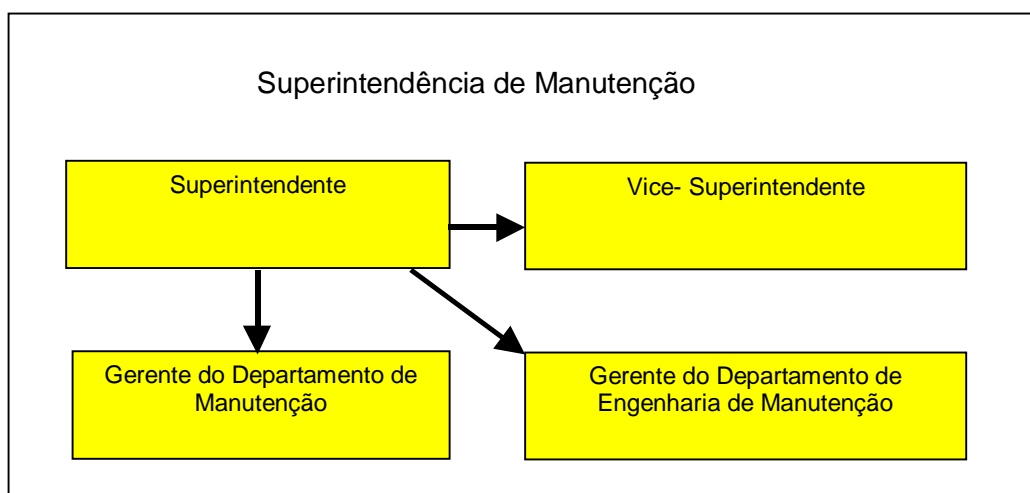 Superintendência de Manutenção
Superintendente
Vice- Superintendente
Gerente do Departamento de
Manutenção
Gerente do Departamento de
Engenharia de Manutenção